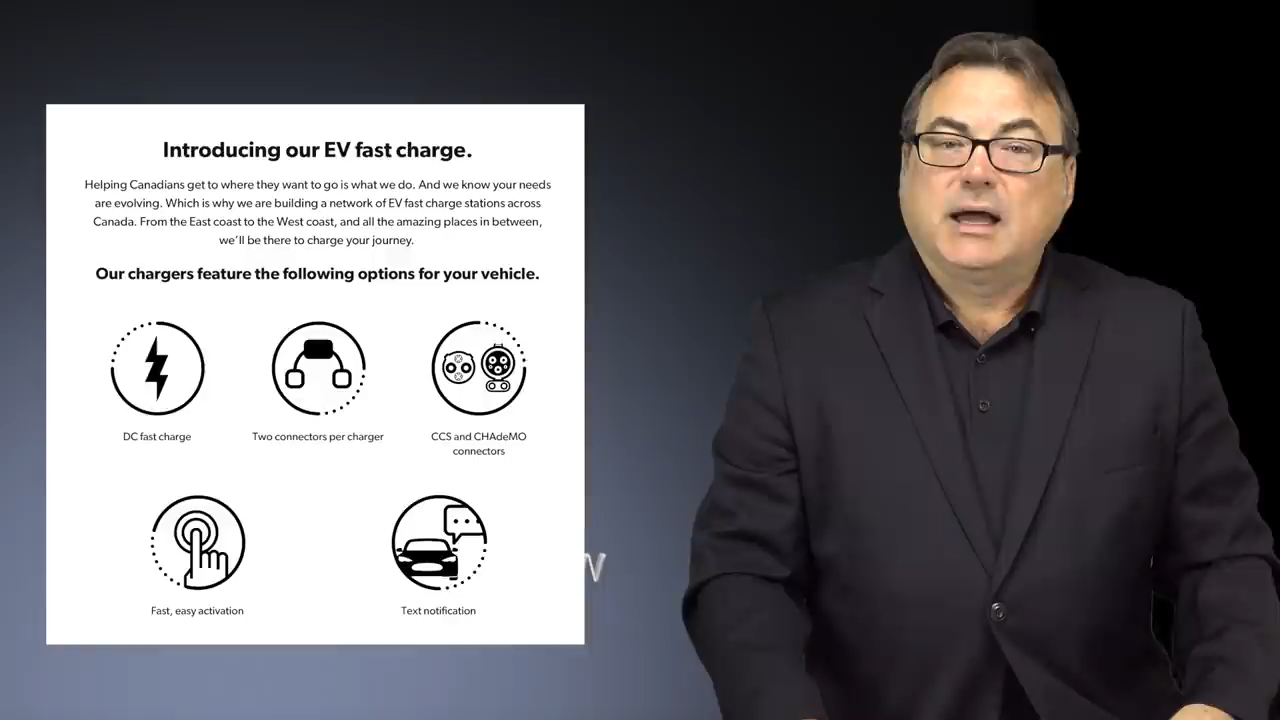 Introducing our EV fast charge.
Helping Canadians get to where they want to go is what we do. And we know your needs
are evolving. Which is why we are building a network of EV fast charge stations across
Canada. From the East coast to the West coast, and all the amazing places in between,
we’ll be there to charge your journey.
Our chargers feature the following options for your vehicle.
DC fast charge
Two connectors per charger
CCS and CHAdeMO
connectors
Fast, easy activation
Text notification